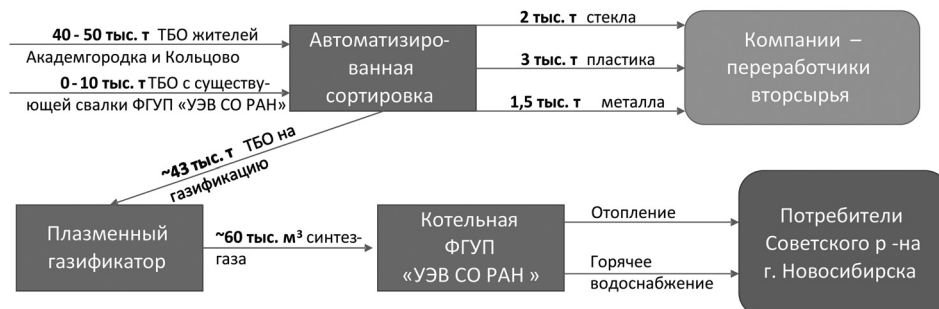 40 - 50 тыс. т ТБО жителей
Академгородка и Кольцово
0 - 10 тыс. т ТБО с существу-
ющей свалки ФГУП «УЭВ СО РАН»
Автоматизиро-
ванная
сортировка
2 тыс. т стекла
3 тыс. т пластика
1,5 тыс. т металла
Компании –
переработчики
вторсырья
~43 тыс. т ТБО на
газификацию
Плазменный
газификатор
~60 тыс. м³ синтез-
газа
Котельная
ФГУП
«УЭВ СО РАН »
Отопление
Горячее
водоснабжение
Потребители
Советского р -на
г. Новосибирска